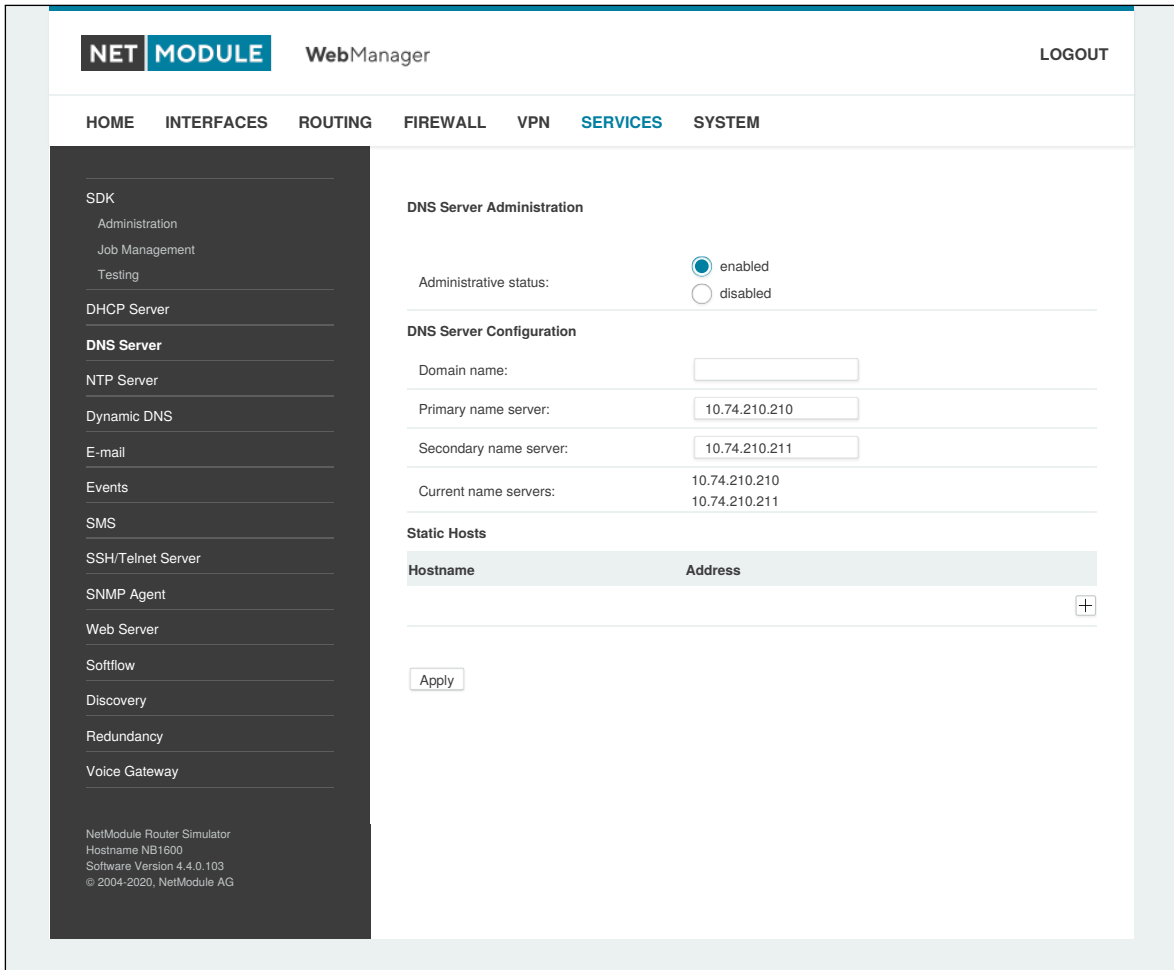 NET MODULE WebManager LOGOUT
HOME INTERFACES ROUTING FIREWALL VPN SERVICES SYSTEM
SDK
Administration
Job Management
Testing
DHCP Server
DNS Server
NTP Server
Dynamic DNS
E-mail
Events
SMS
SSH/Telnet Server
SNMP Agent
Web Server
Softflow
Discovery
Redundancy
Voice Gateway
NetModule Router Simulator
Hostname NB1600
Software Version 4.4.0.103
© 2004-2020, NetModule AG
DNS Server Administration
Administrative status:
enabled
disabled
DNS Server Configuration
Domain name:
Primary name server: 10.74.210.210
Secondary name server: 10.74.210.211
Current name servers:
10.74.210.210
10.74.210.211
Static Hosts
Hostname Address
Apply